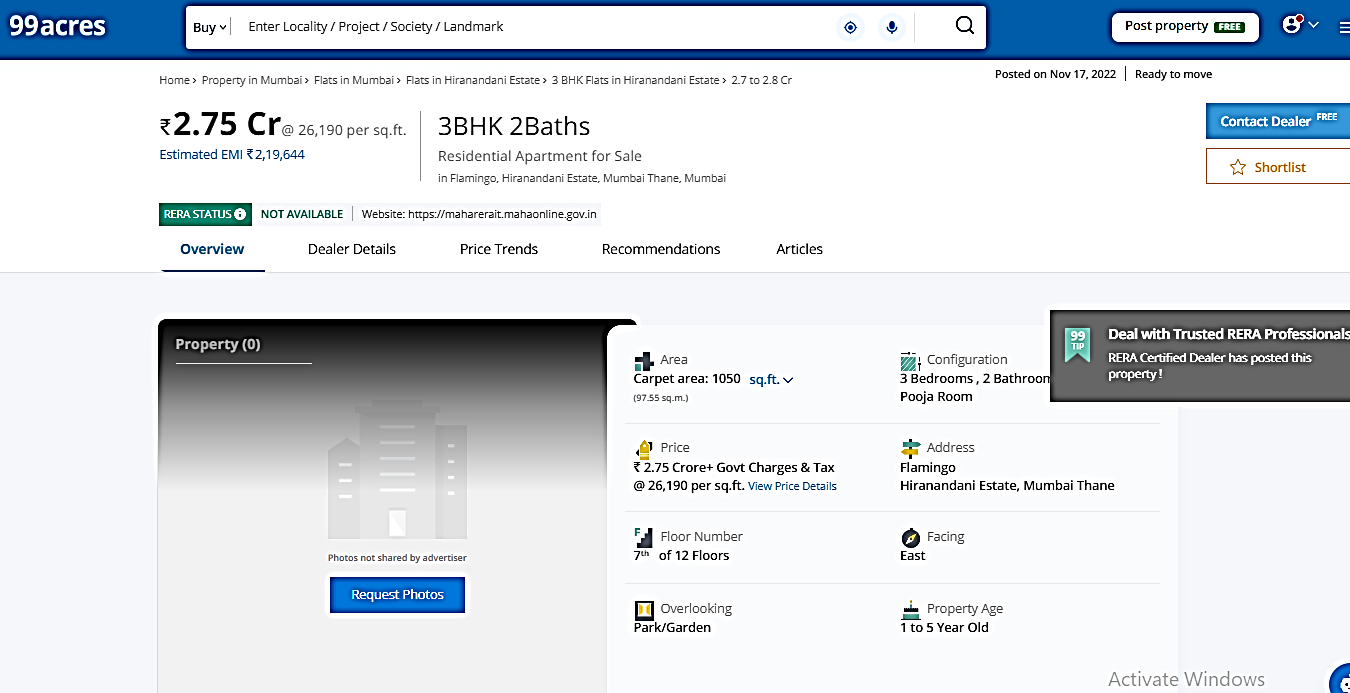 99acres
Buy
Enter Locality / Project / Society / Landmark
Post property FREE
Home › Property in Mumbai › Flats in Mumbai › Flats in Hiranandani Estate › 3 BHK Flats in Hiranandani Estate › 2.7 to 2.8 Cr
Posted on Nov 17, 2022 | Ready to move
₹2.75 Cr @ 26,190 per sq.ft.
Estimated EMI ₹2,19,644
3BHK 2Baths
Residential Apartment for Sale
in Flamingo, Hiranandani Estate, Mumbai Thane, Mumbai
Contact Dealer FREE
Shortlist
RERA STATUS NOT AVAILABLE | Website: https://maharerait.mahaonline.gov.in
Overview
Dealer Details
Price Trends
Recommendations
Articles
Property (0)
Photos not shared by advertiser
Request Photos
Area
Carpet area: 1050 sq.ft.
(97.55 sq.m.)
Configuration
3 Bedrooms , 2 Bathroom
Pooja Room
99 TIP
Deal with Trusted RERA Professionals
RERA Certified Dealer has posted this
property !
Price
₹ 2.75 Crore+ Govt Charges & Tax
@ 26,190 per sq.ft. View Price Details
Address
Flamingo
Hiranandani Estate, Mumbai Thane
Floor Number
7th of 12 Floors
Facing
East
Overlooking
Park/Garden
Property Age
1 to 5 Year Old
Activate Windows